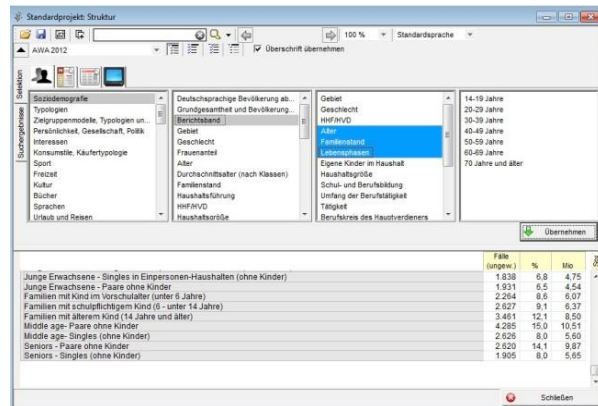 Standardprojekt: Struktur
100 %
Standardsprache
AWA 2012
Überschrift übernehmen
Selektion
Suchergebnisse
Soziodemografie
Typologien
Zielgruppenmodelle, Typologien un...
Persönlichkeit, Gesellschaft, Politik
Interessen
Konsumstile, Käufertypologie
Sport
Freizeit
Kultur
Bücher
Sprachen
Urlaub und Reisen
Deutschsprachige Bevölkerung ab...
Grundgesamtheit und Bevölkerung...
Berichtsband
Gebiet
Geschlecht
Frauenanteil
Alter
Durchschnittsalter (nach Klassen)
Familienstand
Haushaltsführung
HHF/HVD
Haushaltsgröße
Gebiet
Geschlecht
HHF/HVD
Alter
Familienstand
Lebensphasen
Eigene Kinder im Haushalt
Haushaltsgröße
Schul- und Berufsbildung
Umfang der Berufstätigkeit
Tätigkeit
Berufskreis des Hauptverdieners
14-19 Jahre
20-29 Jahre
30-39 Jahre
40-49 Jahre
50-59 Jahre
60-69 Jahre
70 Jahre und älter
Übernehmen
Fälle (ungew.) % Mio
Junge Erwachsene - Singles in Einpersonen-Haushalten (ohne Kinder) 1.838 6,8 4,75
Junge Erwachsene - Paare ohne Kinder 1.931 6,5 4,54
Familien mit Kind im Vorschulalter (unter 6 Jahre) 2.264 8,6 6,07
Familien mit schulpflichtigem Kind (6 - unter 14 Jahre) 2.627 9,1 6,37
Familien mit älterem Kind (14 Jahre und älter) 3.461 12,1 8,50
Middle age- Paare ohne Kinder 4.285 15,0 10,51
Middle age- Singles (ohne Kinder) 2.626 8,0 5,60
Seniors - Paare ohne Kinder 2.620 14,1 9,87
Seniors - Singles (ohne Kinder) 1.905 8,0 5,65
Schließen